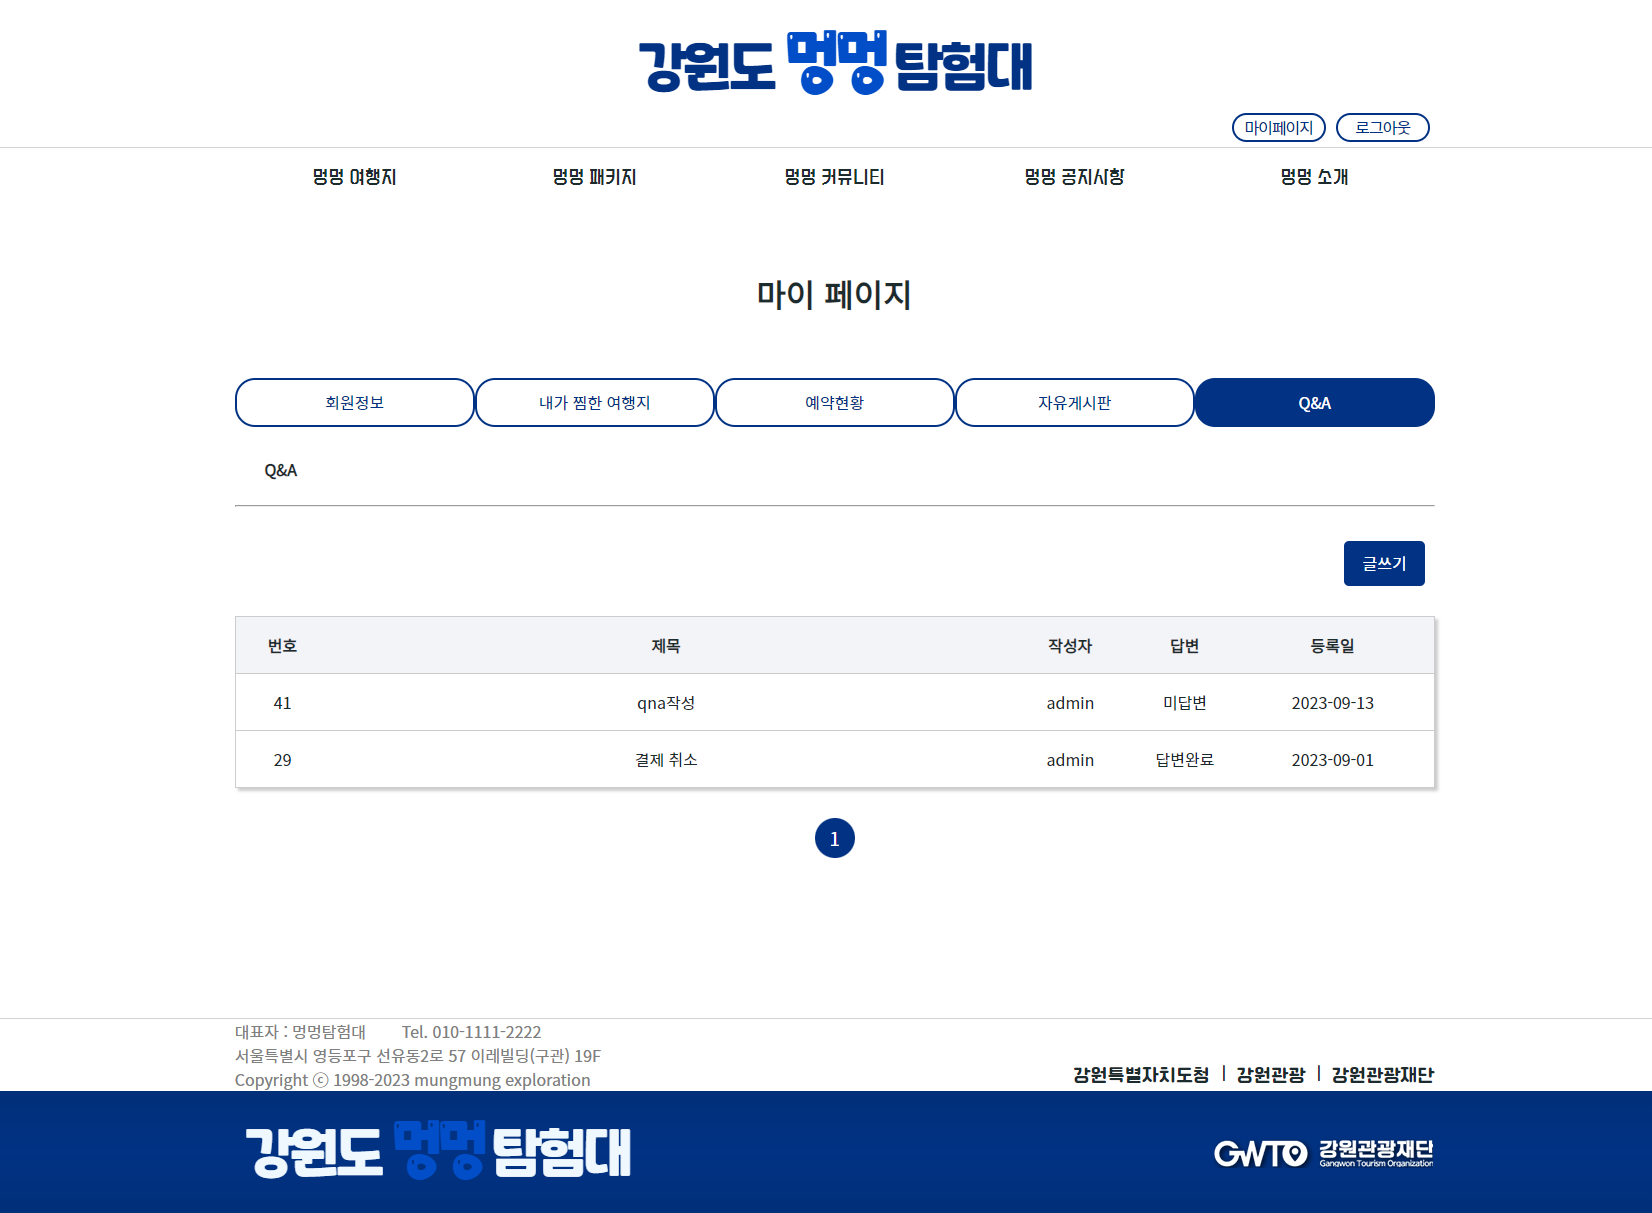 강원도 멍멍 탐험대
마이페이지 로그아웃
멍멍 여행지 멍멍 패키지 멍멍 커뮤니티 멍멍 공지사항 멍멍 소개
마이 페이지
회원정보 내가 찜한 여행지 예약현황 자유게시판 Q&A
Q&A
글쓰기
번호 제목 작성자 답변 등록일
41 qna작성 admin 미답변 2023-09-13
29 결제 취소 admin 답변완료 2023-09-01
1
대표자 : 멍멍탐험대 Tel. 010-1111-2222
서울특별시 영등포구 선유동2로 57 이레빌딩(구관) 19F
Copyright ⓒ 1998-2023 mungmung exploration
강원특별자치도청 | 강원관광 | 강원관광재단
강원도 멍멍 탐험대
GWTO 강원관광재단
Gangwon Tourism Organization